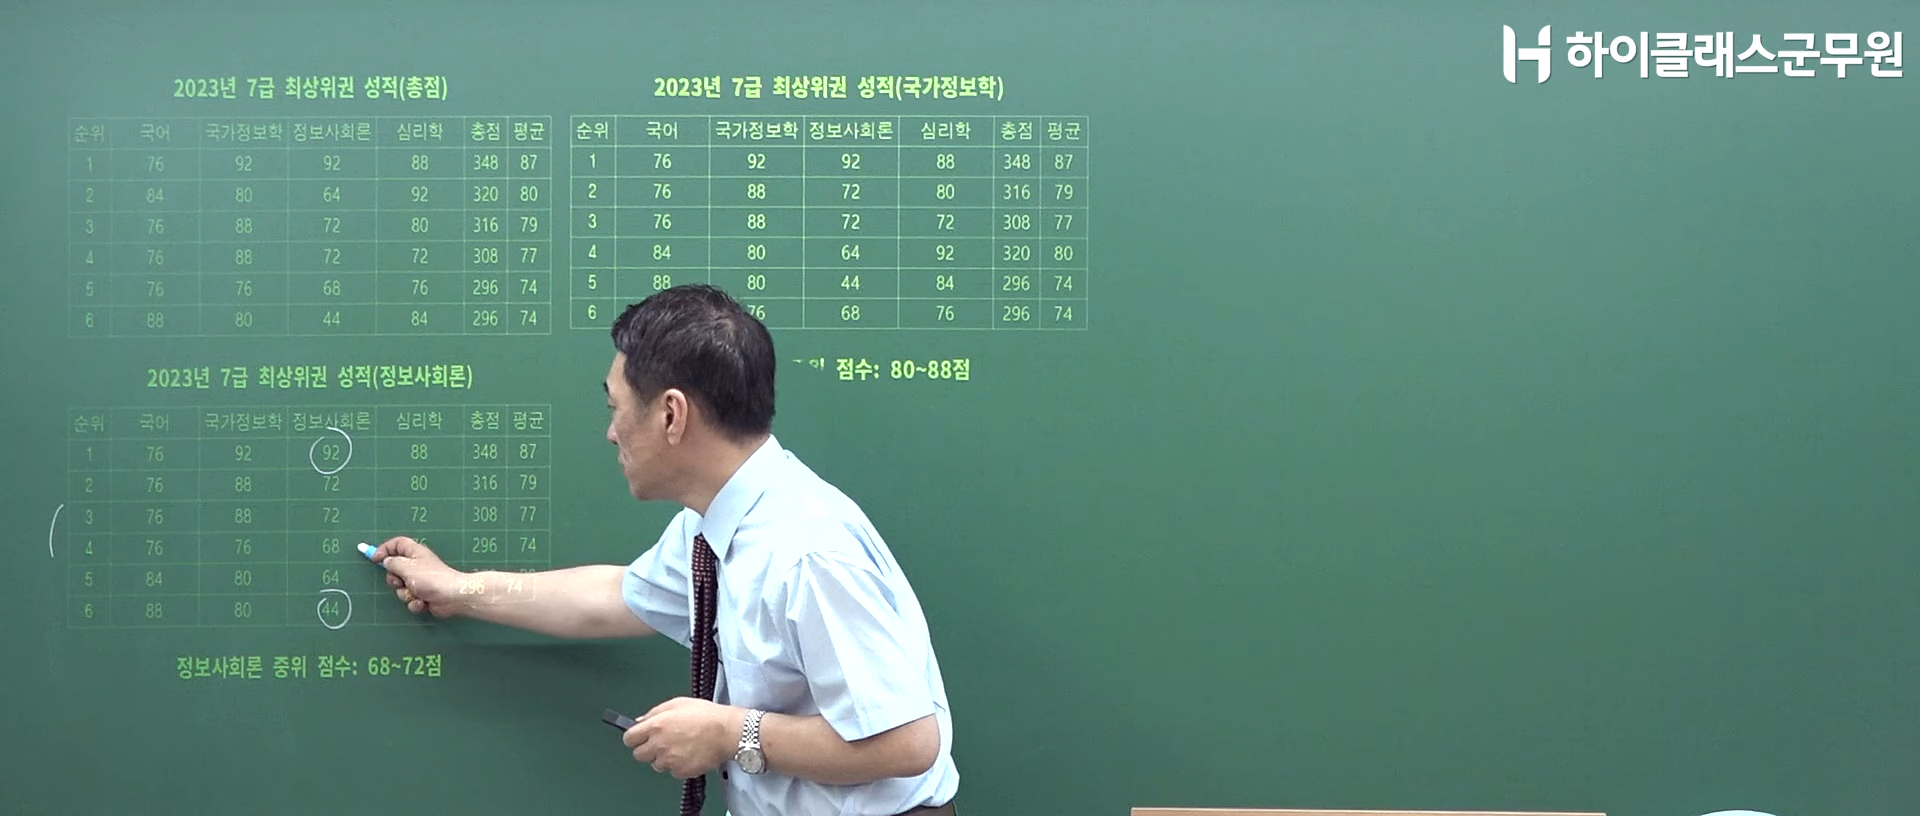 하이클래스군무원
2023년 7급 최상위권 성적(총점)
순위 국어 국가정보학 정보사회론 심리학 총점 평균
1 76 92 92 88 348 87
2 84 80 64 92 320 80
3 76 88 72 80 316 79
4 76 88 72 72 308 77
5 76 76 68 76 296 74
6 88 80 44 84 296 74
2023년 7급 최상위권 성적(국가정보학)
순위 국어 국가정보학 정보사회론 심리학 총점 평균
1 76 92 92 88 348 87
2 76 88 72 80 316 79
3 76 88 72 72 308 77
4 84 80 64 92 320 80
5 88 80 44 84 296 74
6 76 68 76 296 74
점수: 80~88점
2023년 7급 최상위권 성적(정보사회론)
순위 국어 국가정보학 정보사회론 심리학 총점 평균
1 76 92 92 88 348 87
2 76 88 72 80 316 79
3 76 88 72 72 308 77
4 76 76 68 296 74
5 84 80 64
6 88 80 44 296 74
정보사회론 중위 점수: 68~72점